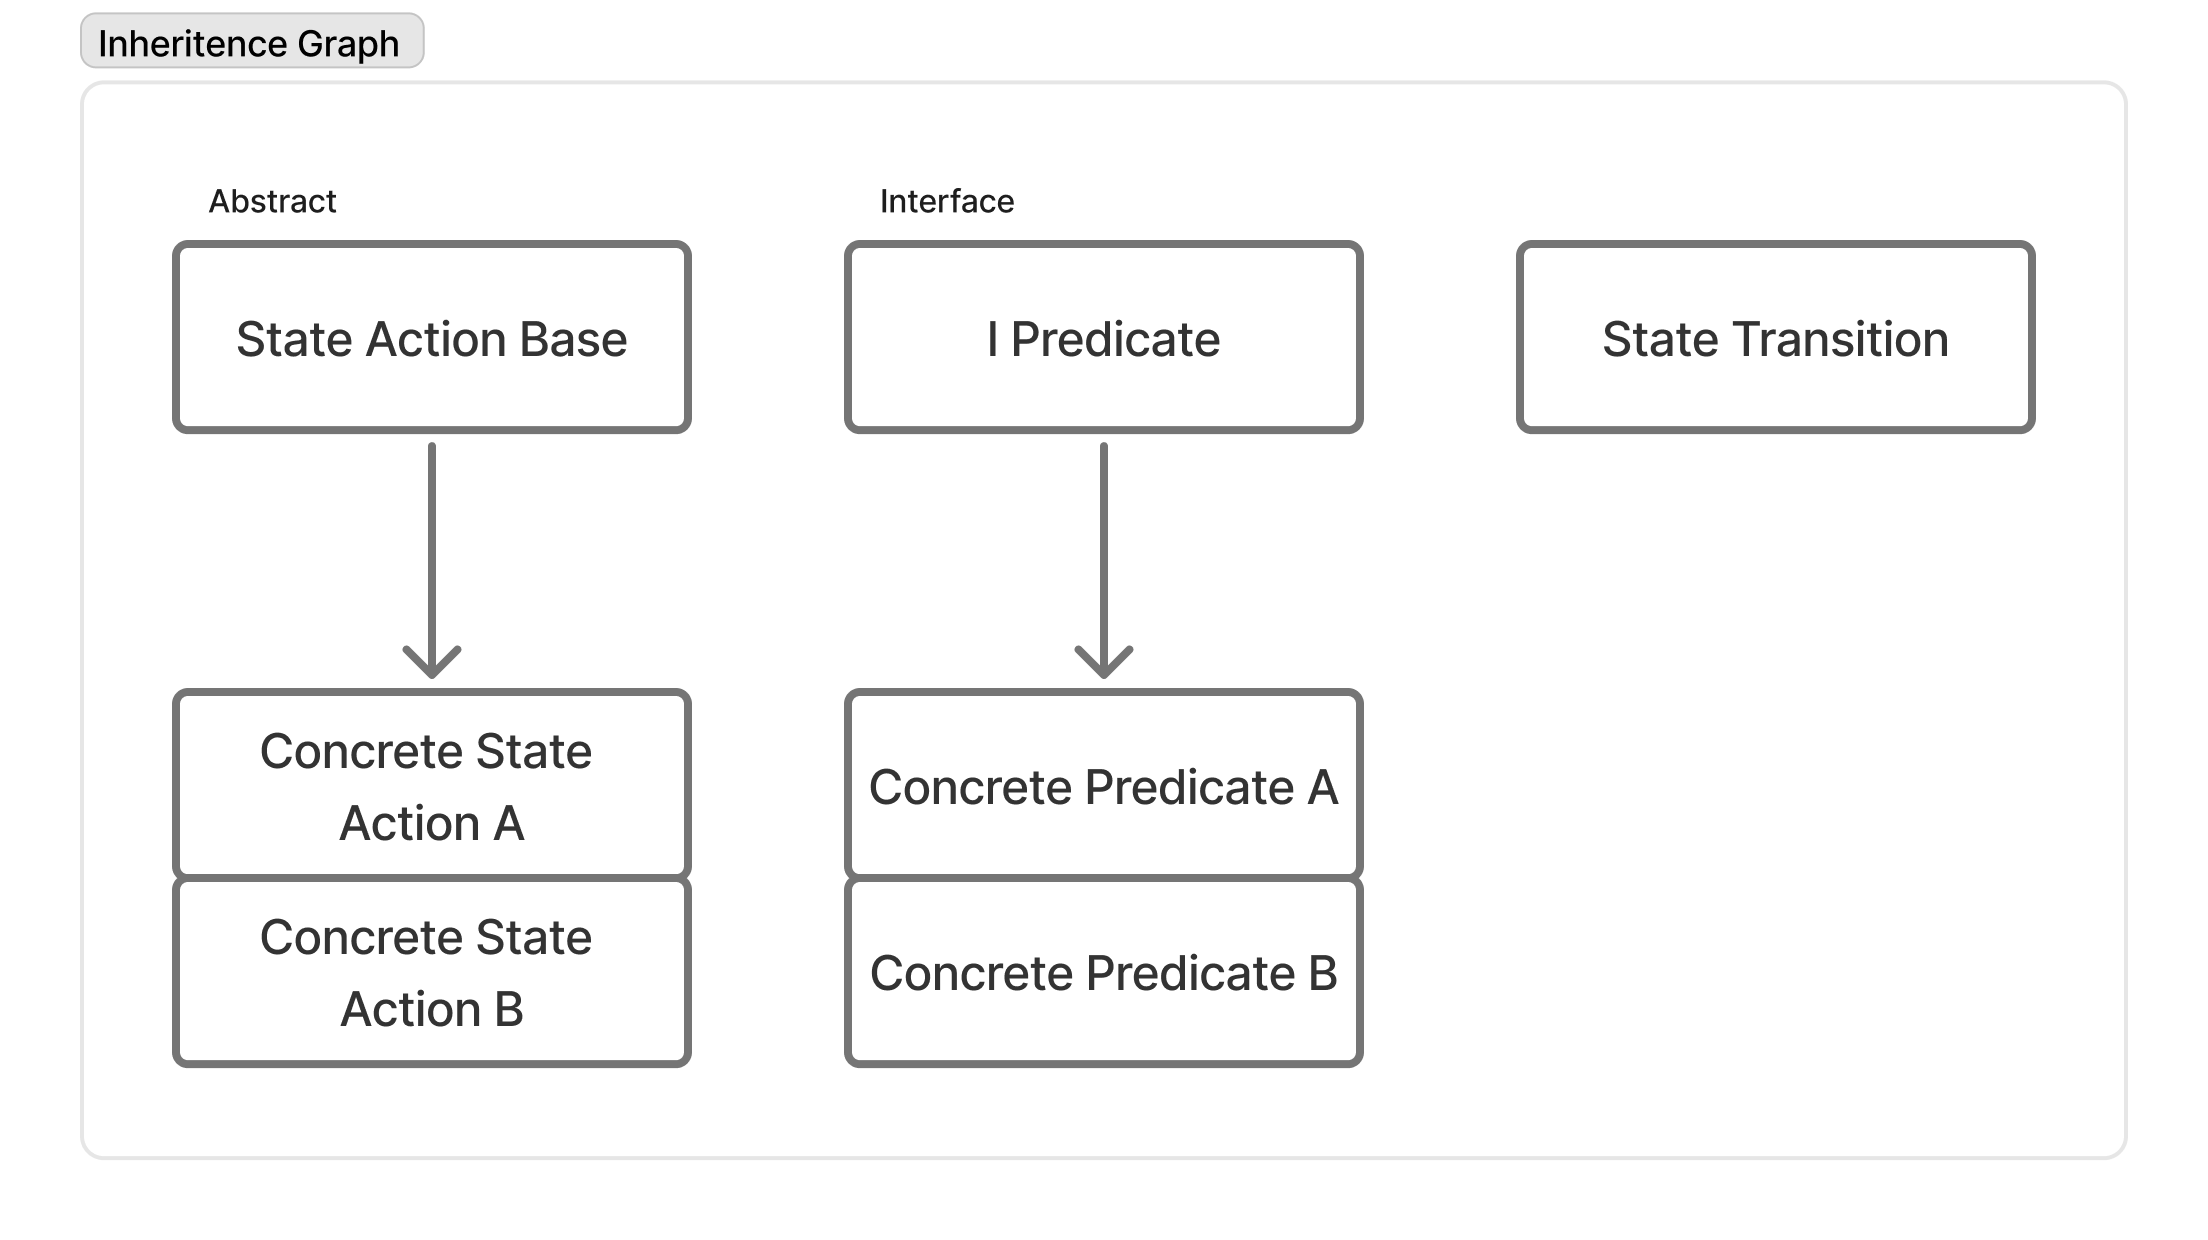 Inheritence Graph
Abstract
Interface
State Action Base
I Predicate
State Transition
Concrete State
Action A
Concrete Predicate A
Concrete State
Action B
Concrete Predicate B